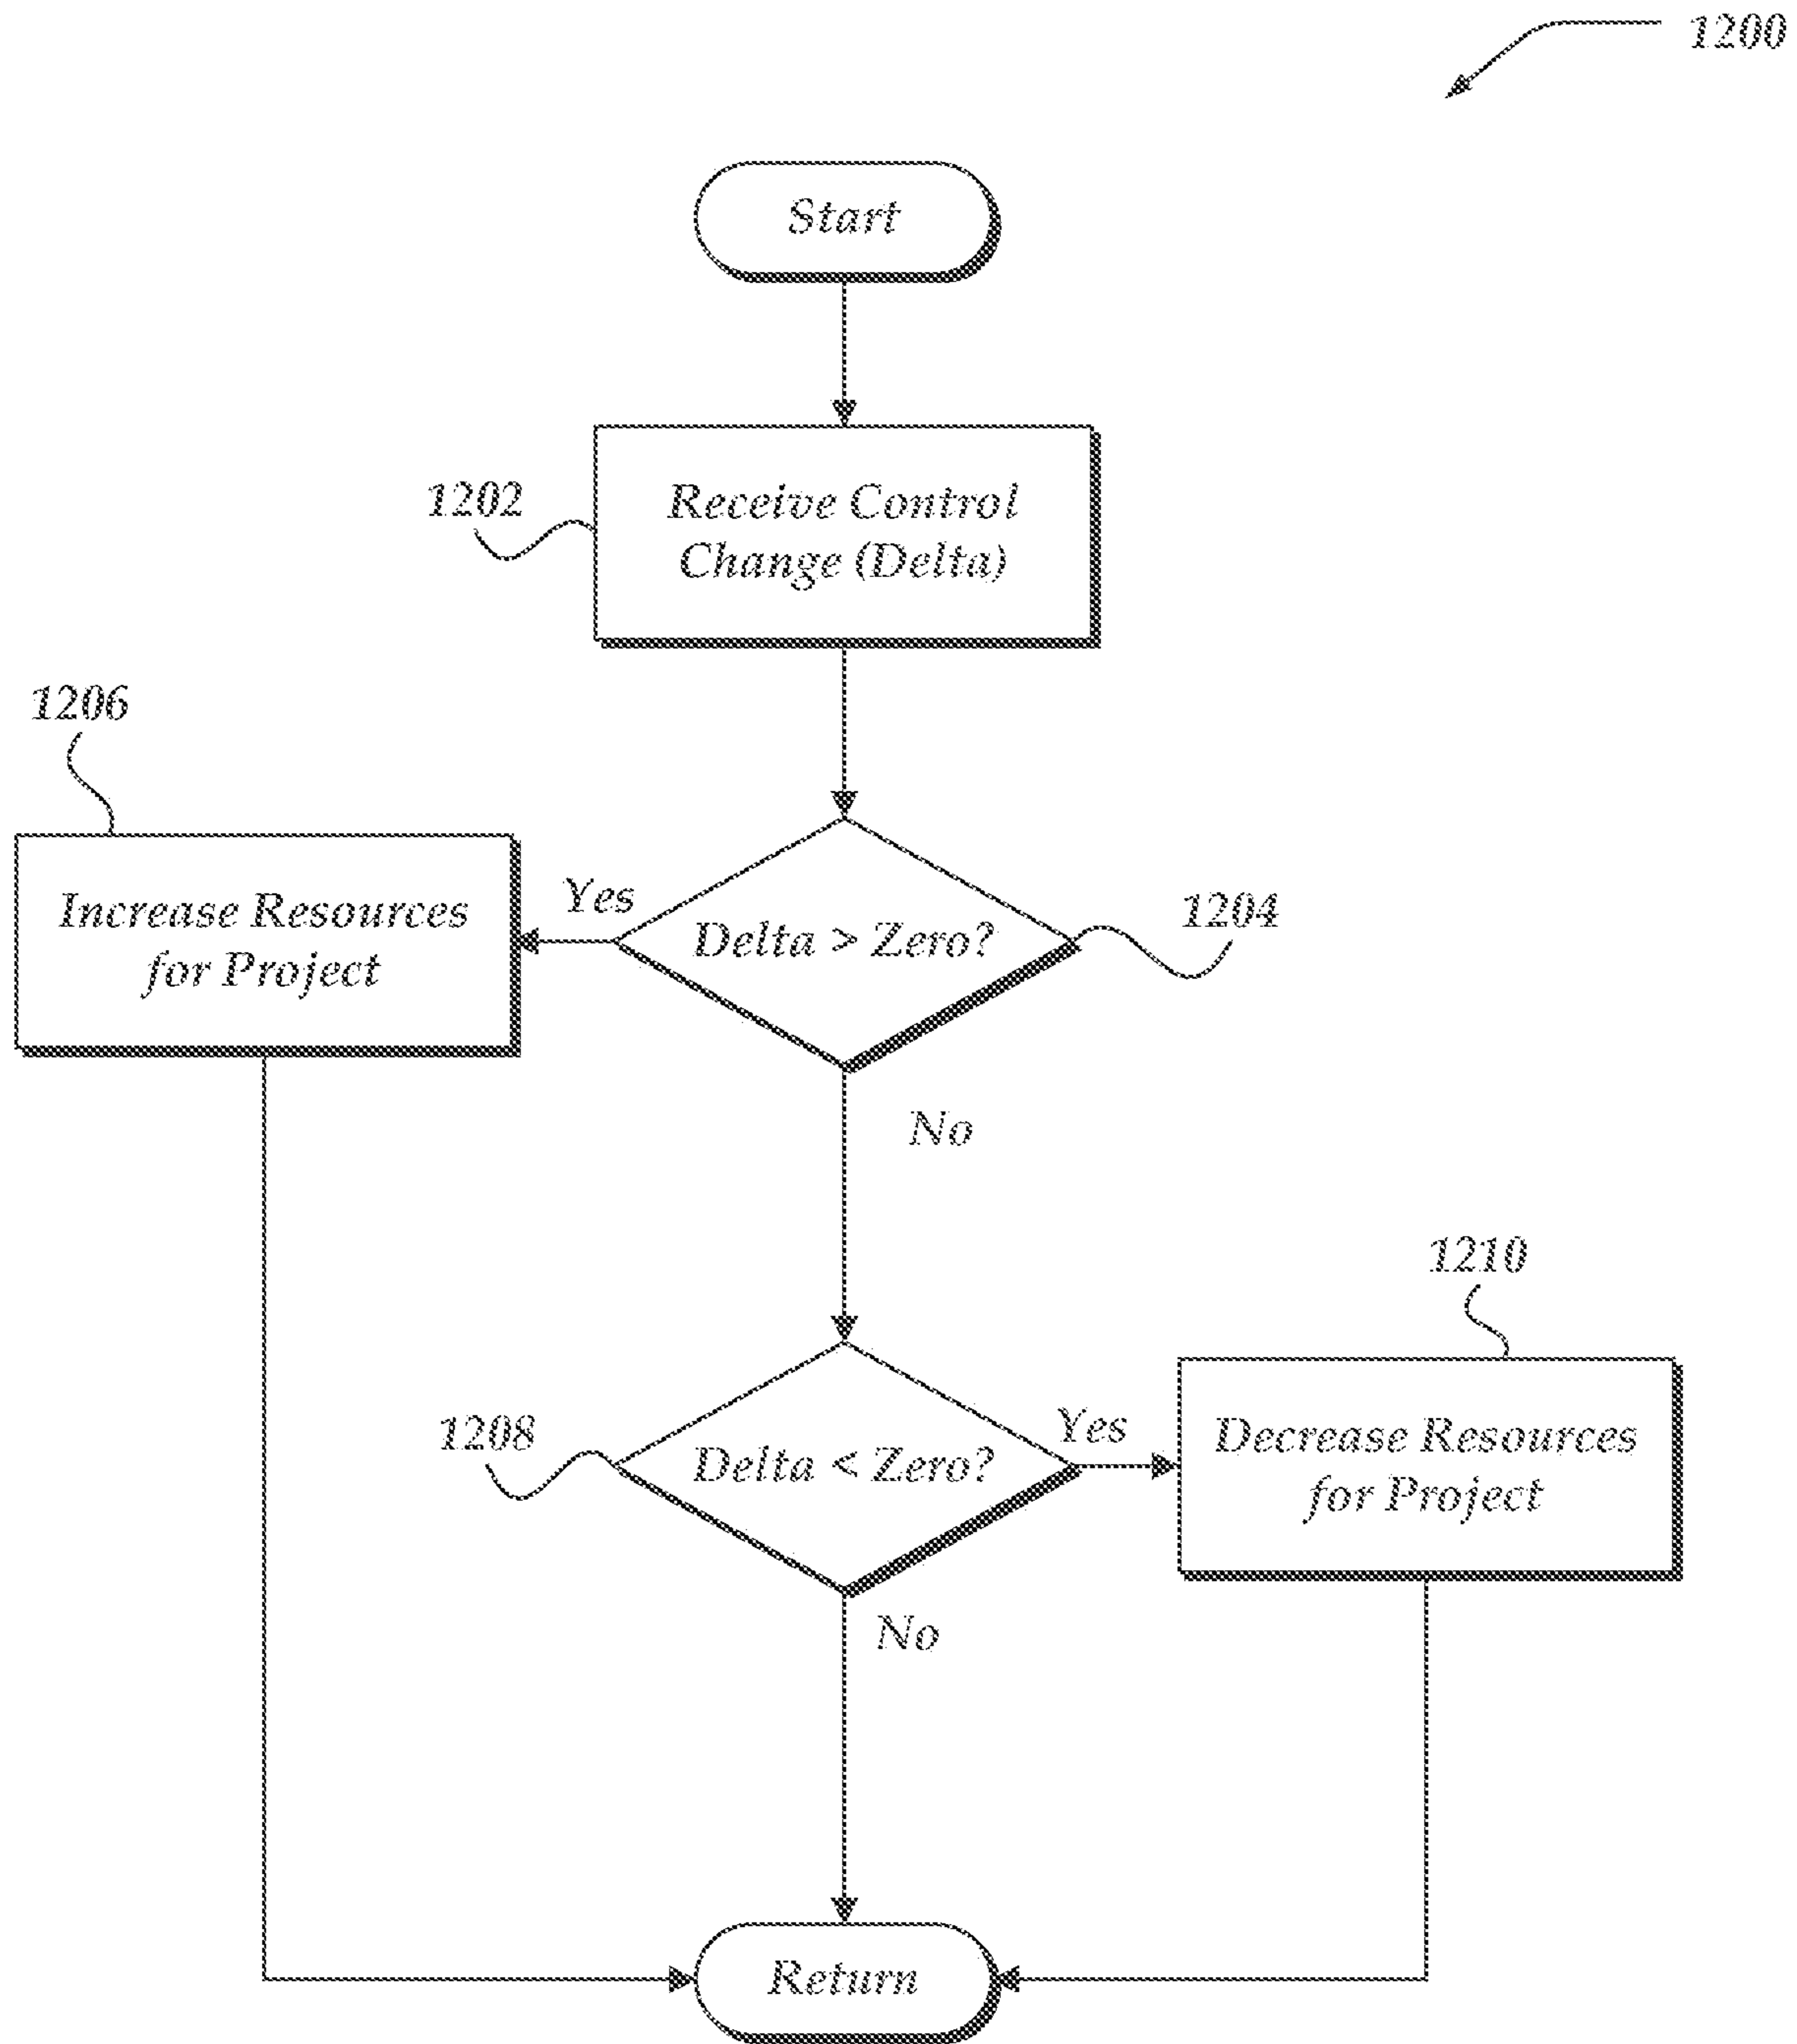 1200
Start
1202
Receive Control
Change (Delta)
1206
Increase Resources
for Project
Yes
Delta > Zero?
1204
No
1210
1208
Delta < Zero?
Yes
Decrease Resources
for Project
No
Return